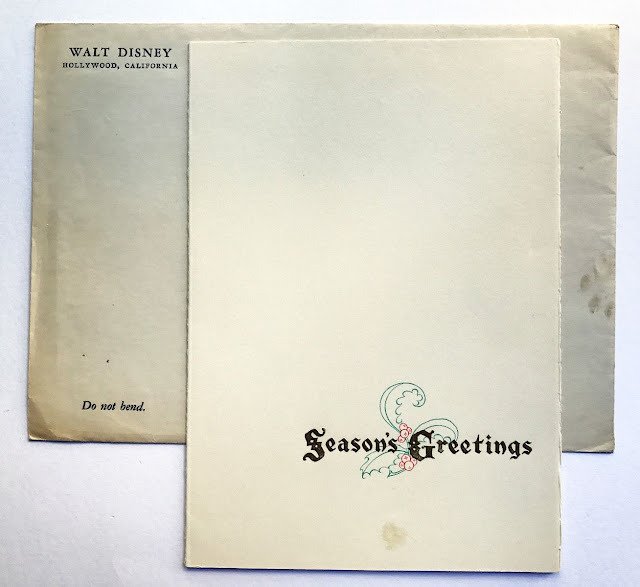 WALT DISNEY
HOLLYWOOD, CALIFORNIA
Do not bend.
Season's Greetings